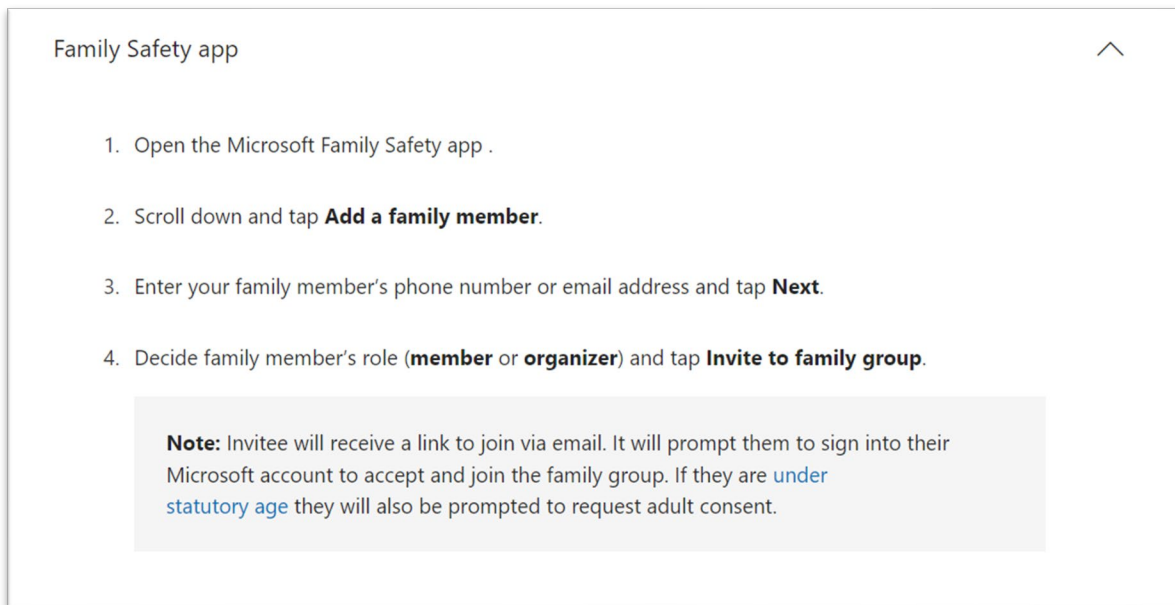 Family Safety app
1. Open the Microsoft Family Safety app .
2. Scroll down and tap Add a family member.
3. Enter your family member’s phone number or email address and tap Next.
4. Decide family member’s role (member or organizer) and tap Invite to family group.
Note: Invitee will receive a link to join via email. It will prompt them to sign into their
Microsoft account to accept and join the family group. If they are under
statutory age they will also be prompted to request adult consent.